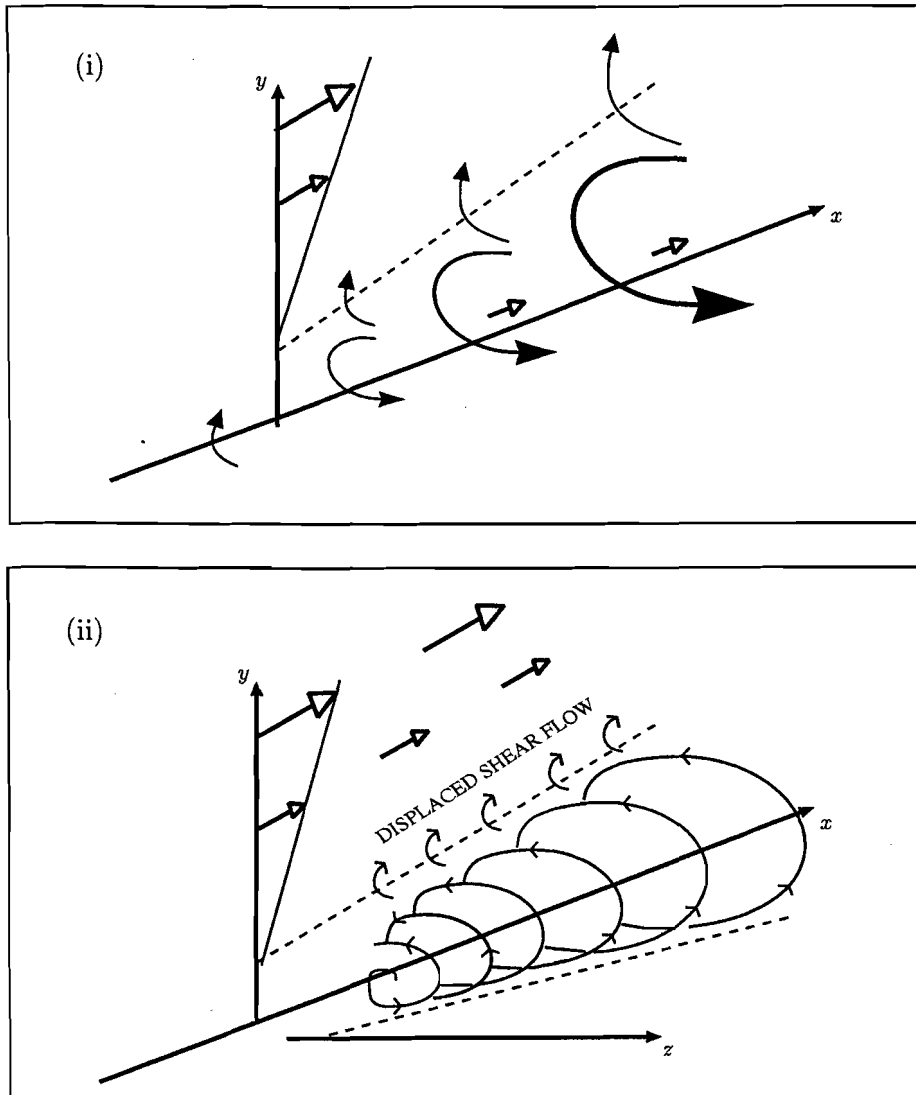 (i)
y
x
(ii)
y
DISPLACED SHEAR FLOW
x
z